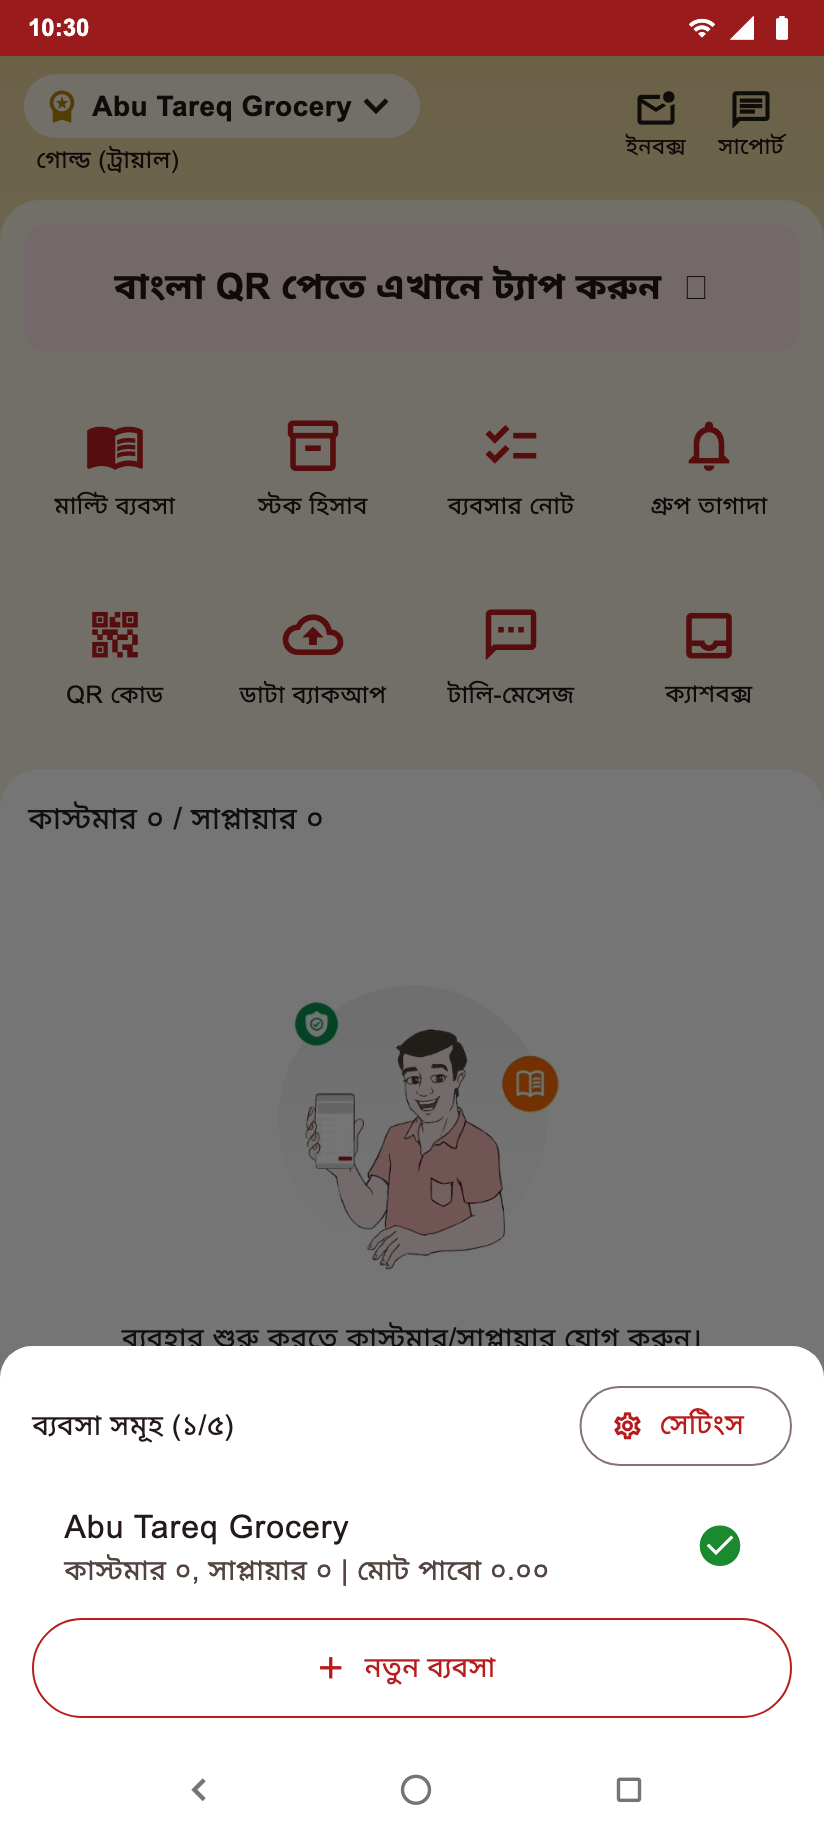 10:30
Abu Tareq Grocery
গোল্ড (ট্রায়াল)
ইনবক্স
সাপোর্ট
বাংলা QR পেতে এখানে ট্যাপ করুন
মাল্টি ব্যবসা
স্টক হিসাব
ব্যবসার নোট
গ্রুপ তাগাদা
QR কোড
ডাটা ব্যাকআপ
টালি-মেসেজ
ক্যাশবক্স
কাস্টমার ০ / সাপ্লায়ার ০
ব্যবহার শুরু করতে কাস্টমার/সাপ্লায়ার যোগ করুন।
ব্যবসা সমূহ (১/৫)
সেটিংস
Abu Tareq Grocery
কাস্টমার ০, সাপ্লায়ার ০ | মোট পাবো ০.০০
+ নতুন ব্যবসা